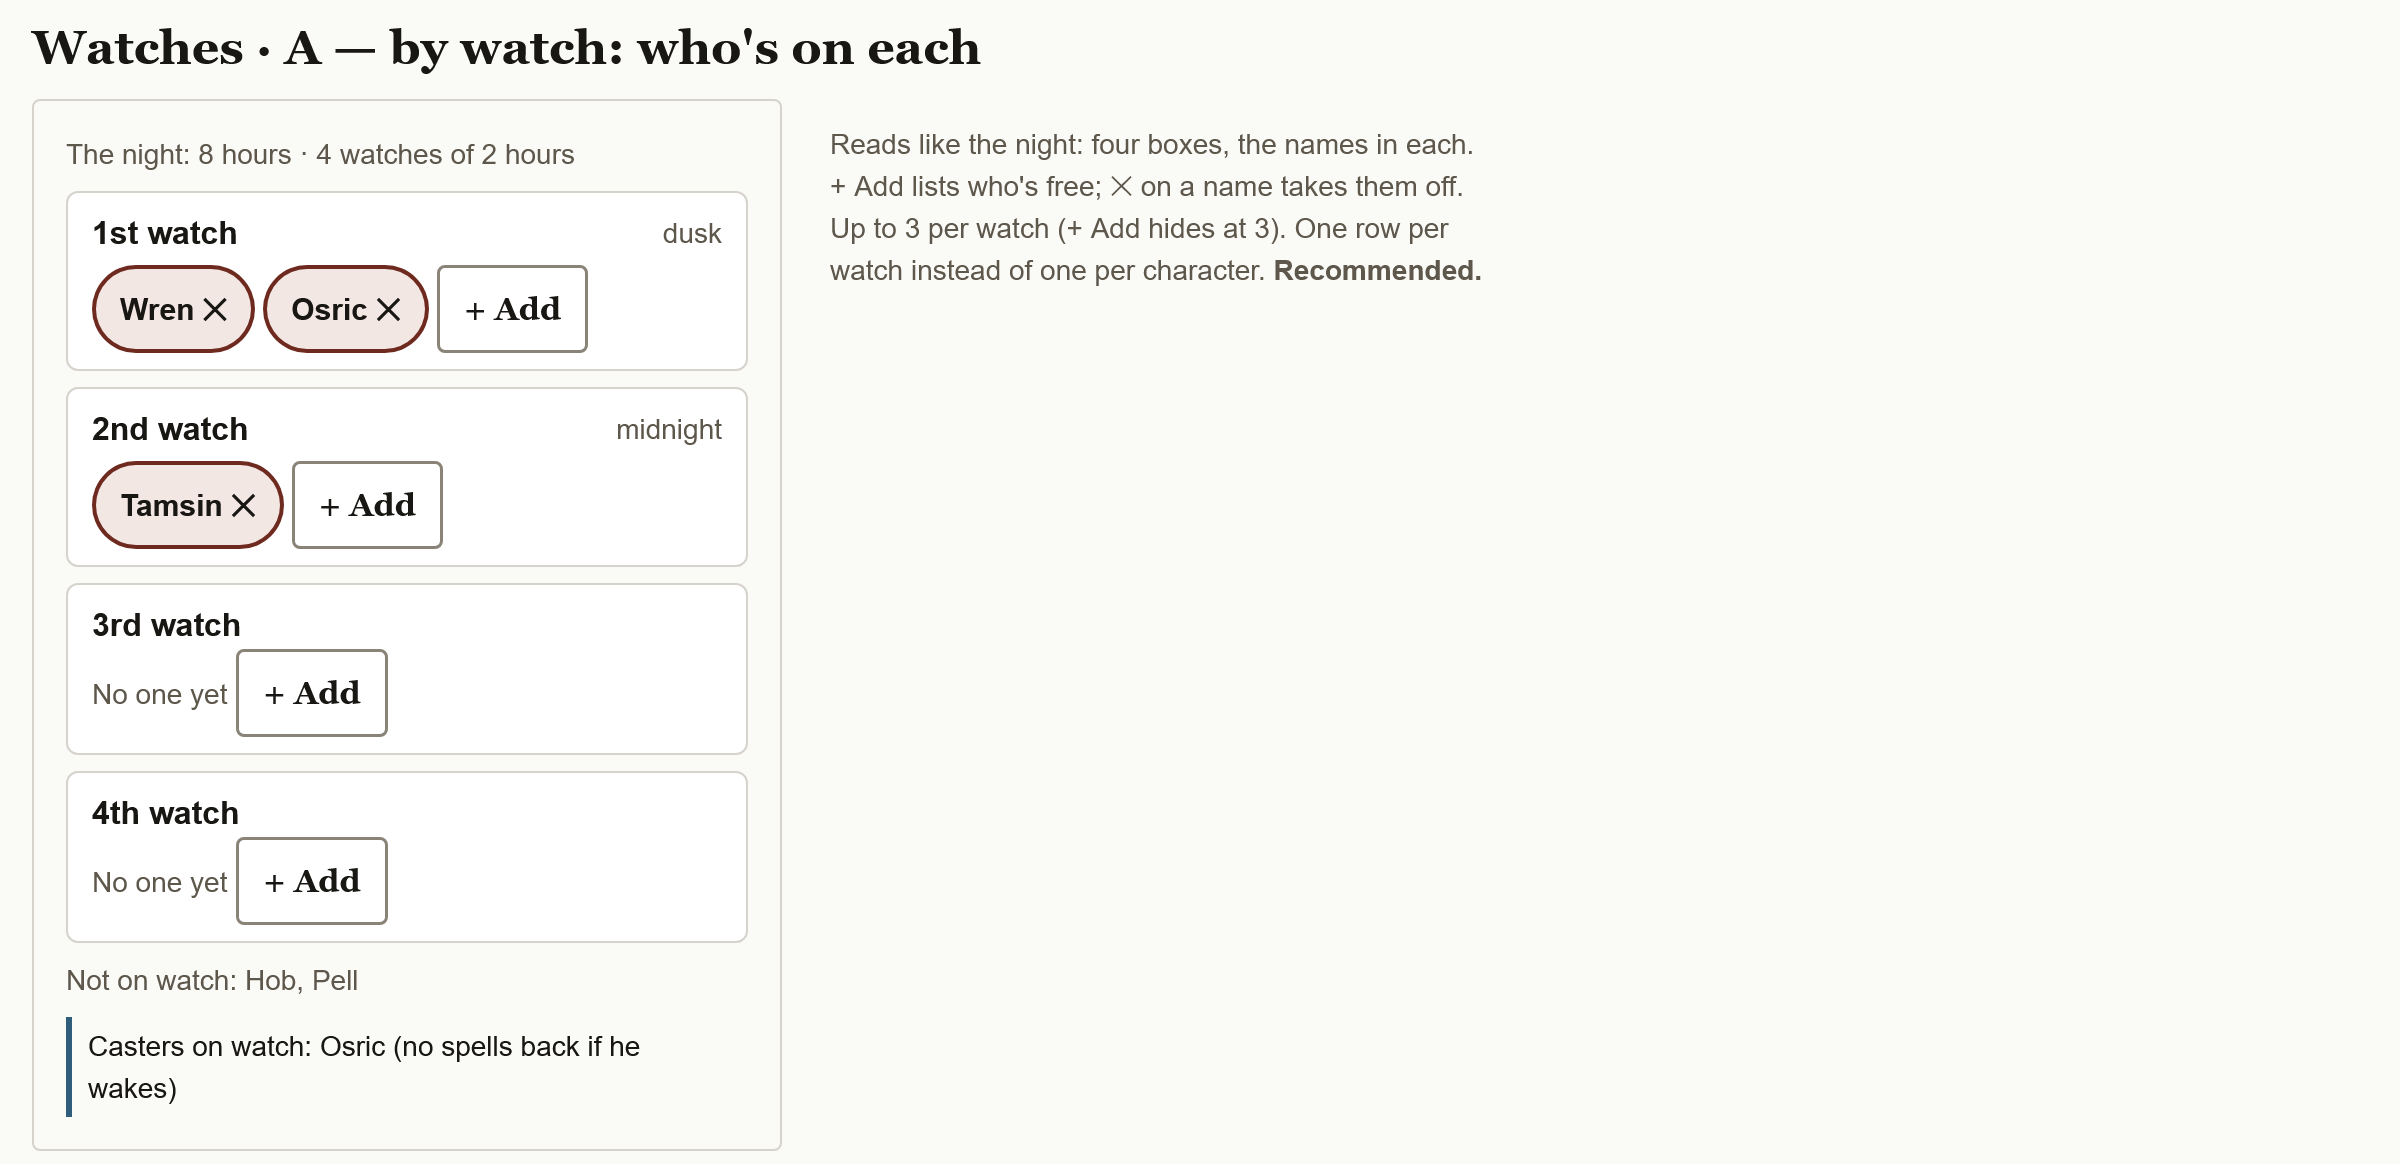 Watches · A — by watch: who's on each
The night: 8 hours · 4 watches of 2 hours
1st watch dusk
Wren ✕ Osric ✕ + Add
2nd watch midnight
Tamsin ✕ + Add
3rd watch
No one yet + Add
4th watch
No one yet + Add
Not on watch: Hob, Pell
Casters on watch: Osric (no spells back if he
wakes)
Reads like the night: four boxes, the names in each.
+ Add lists who's free; ✕ on a name takes them off.
Up to 3 per watch (+ Add hides at 3). One row per
watch instead of one per character. Recommended.